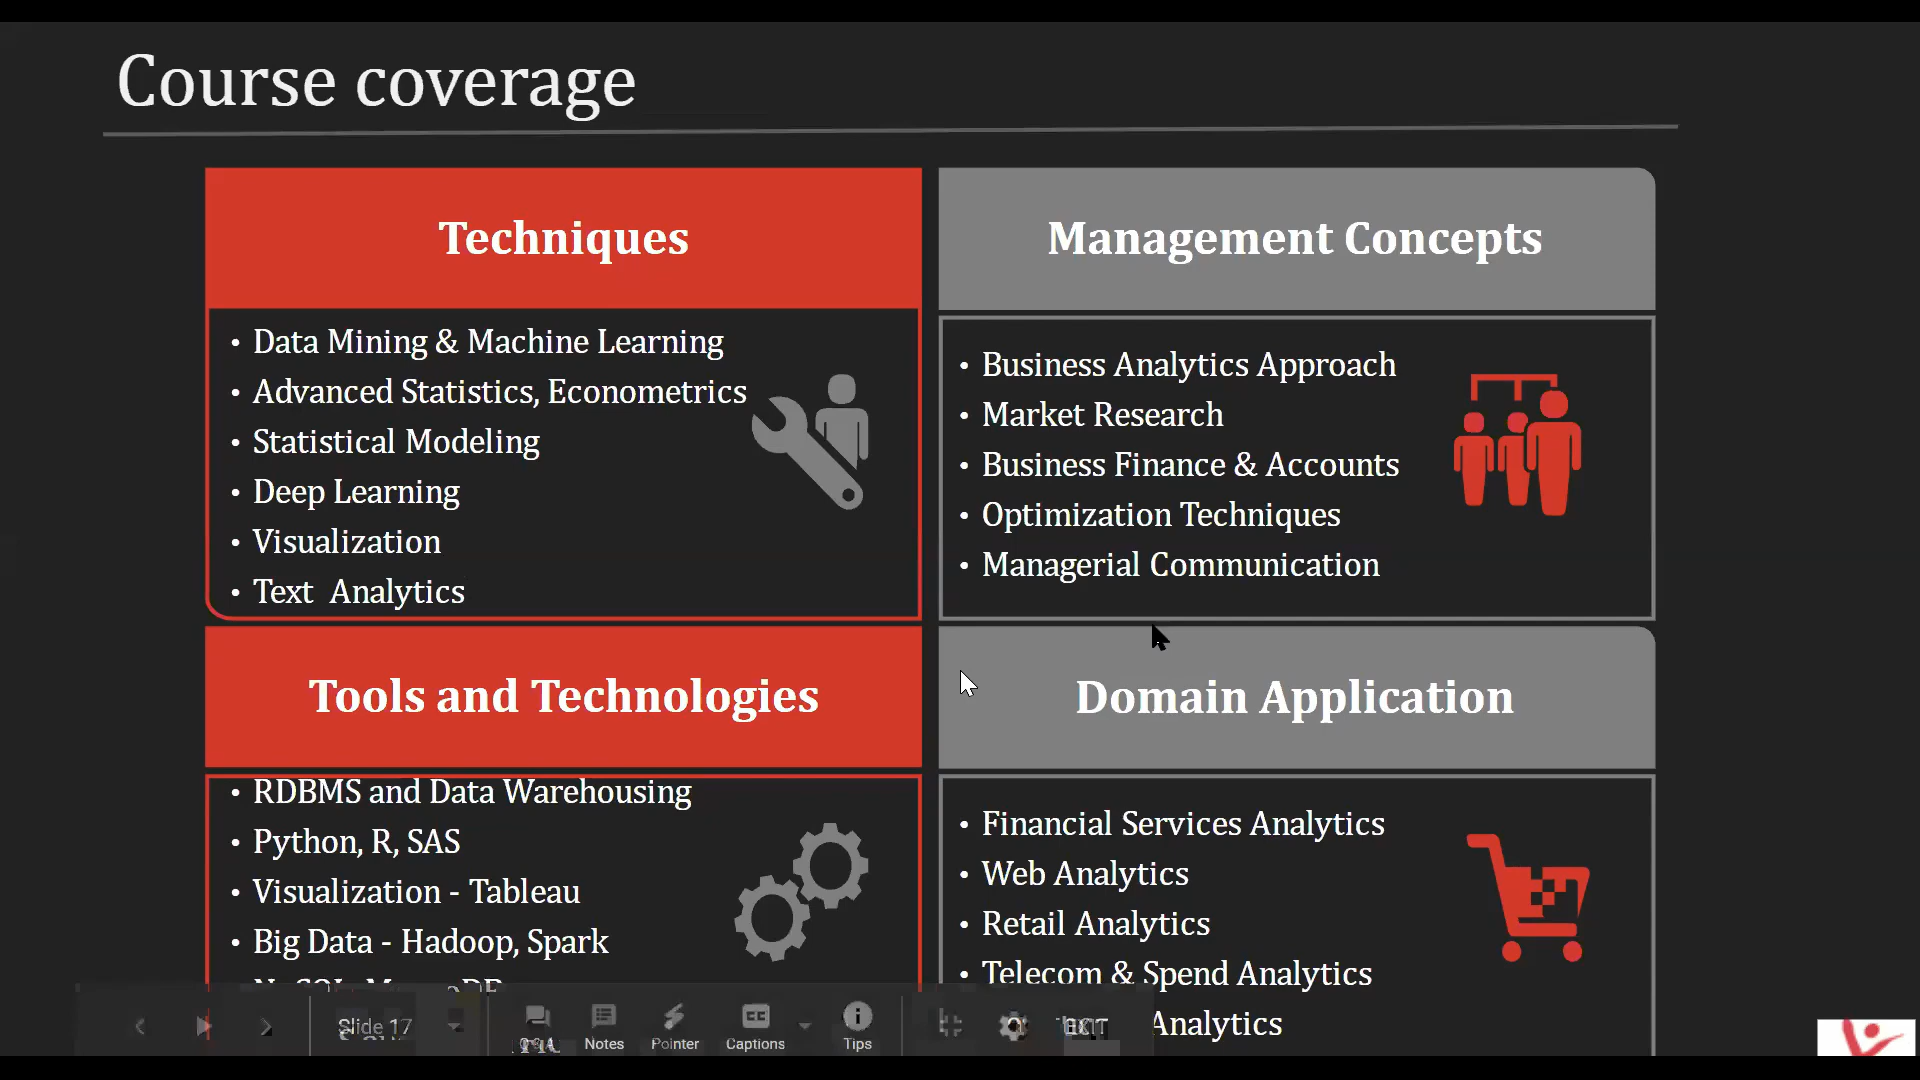 Course coverage
Techniques
• Data Mining & Machine Learning
• Advanced Statistics, Econometrics
• Statistical Modeling
• Deep Learning
• Visualization
• Text  Analytics
Management Concepts
• Business Analytics Approach
• Market Research
• Business Finance & Accounts
• Optimization Techniques
• Managerial Communication
Tools and Technologies
• RDBMS and Data Warehousing
• Python, R, SAS
• Visualization - Tableau
• Big Data - Hadoop, Spark
Domain Application
• Financial Services Analytics
• Web Analytics
• Retail Analytics
• Telecom & Spend Analytics
Analytics
Slide 17
Notes
Pointer
CC
Captions
Tips